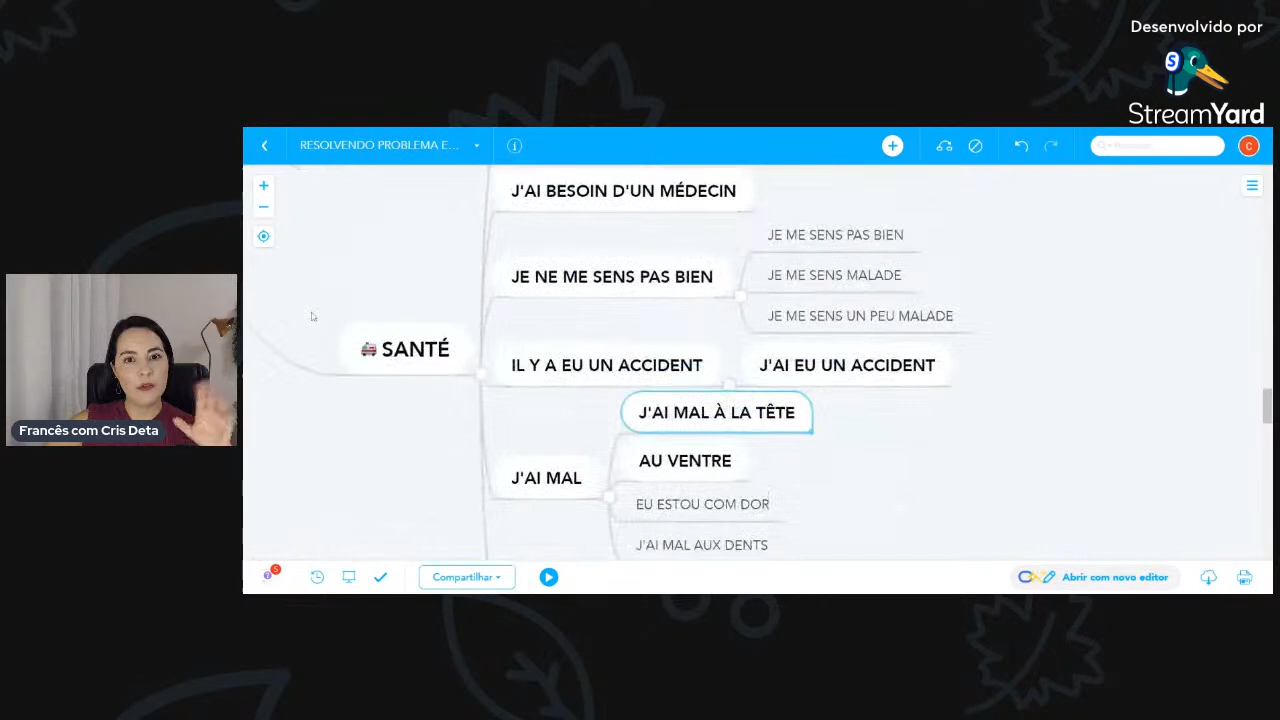 Desenvolvido por
StreamYard
RESOLVENDO PROBLEMA E...
C
J'AI BESOIN D'UN MÉDECIN
JE ME SENS PAS BIEN
JE NE ME SENS PAS BIEN
JE ME SENS MALADE
JE ME SENS UN PEU MALADE
SANTÉ
IL Y A EU UN ACCIDENT
J'AI EU UN ACCIDENT
J'AI MAL À LA TÊTE
AU VENTRE
J'AI MAL
EU ESTOU COM DOR
J'AI MAL AUX DENTS
Francês com Cris Deta
5
Compartilhar
Abrir com novo editor